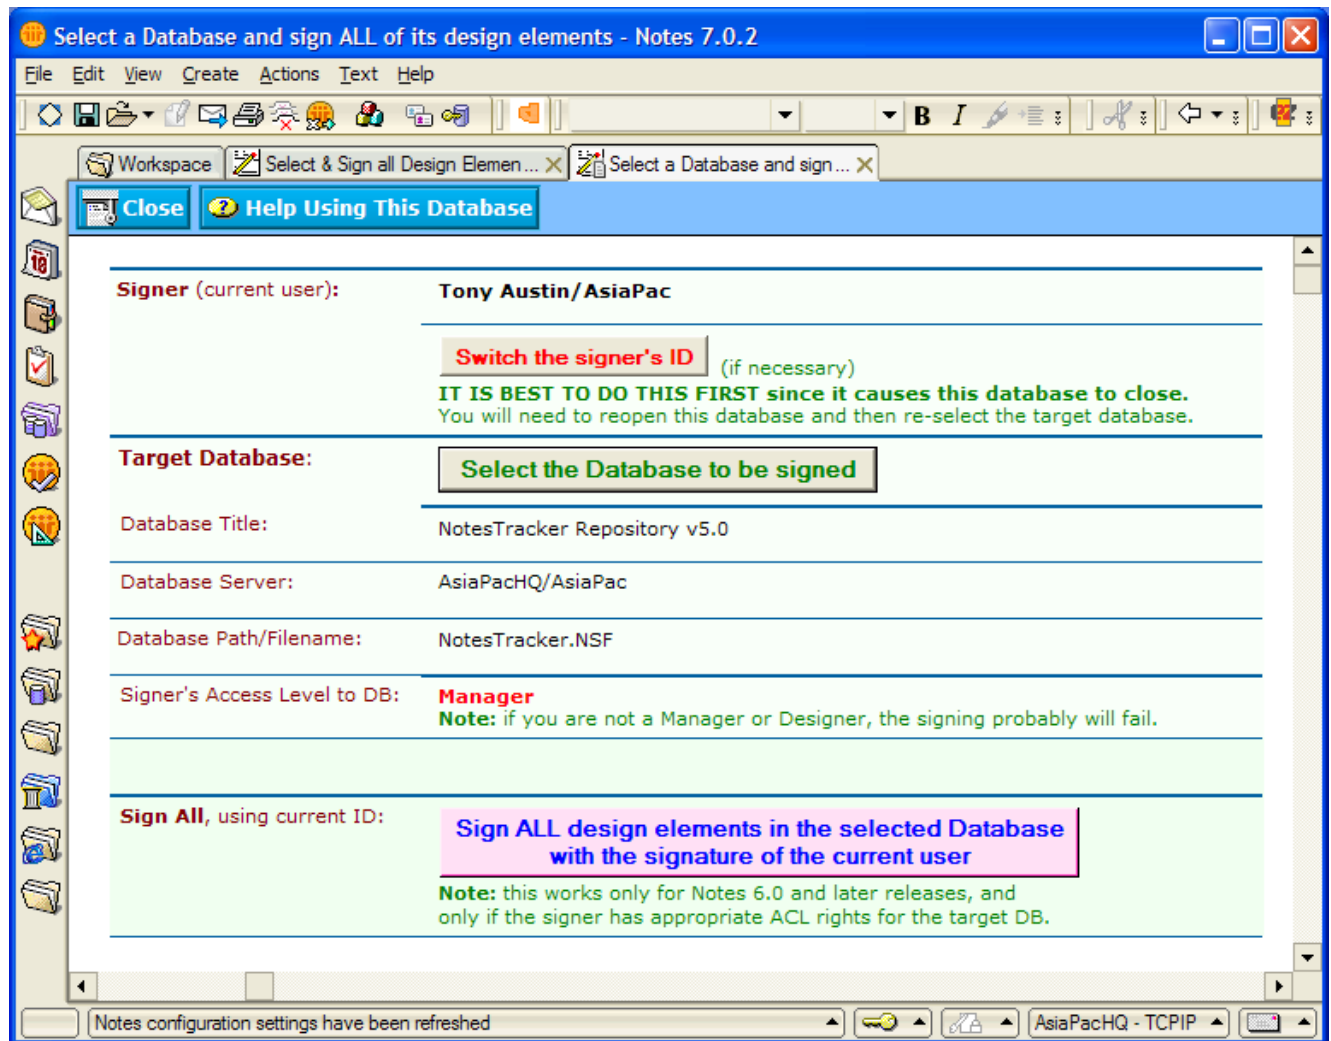 Select a Database and sign ALL of its design elements - Notes 7.0.2
File Edit View Create Actions Text Help
B I
Workspace Select & Sign all Design Elemen ... Select a Database and sign ...
Close Help Using This Database
Signer (current user): Tony Austin/AsiaPac
Switch the signer's ID (if necessary)
IT IS BEST TO DO THIS FIRST since it causes this database to close.
You will need to reopen this database and then re-select the target database.
Target Database: Select the Database to be signed
Database Title: NotesTracker Repository v5.0
Database Server: AsiaPacHQ/AsiaPac
Database Path/Filename: NotesTracker.NSF
Signer's Access Level to DB: Manager
Note: if you are not a Manager or Designer, the signing probably will fail.
Sign All, using current ID: Sign ALL design elements in the selected Database
with the signature of the current user
Note: this works only for Notes 6.0 and later releases, and
only if the signer has appropriate ACL rights for the target DB.
Notes configuration settings have been refreshed AsiaPacHQ - TCPIP